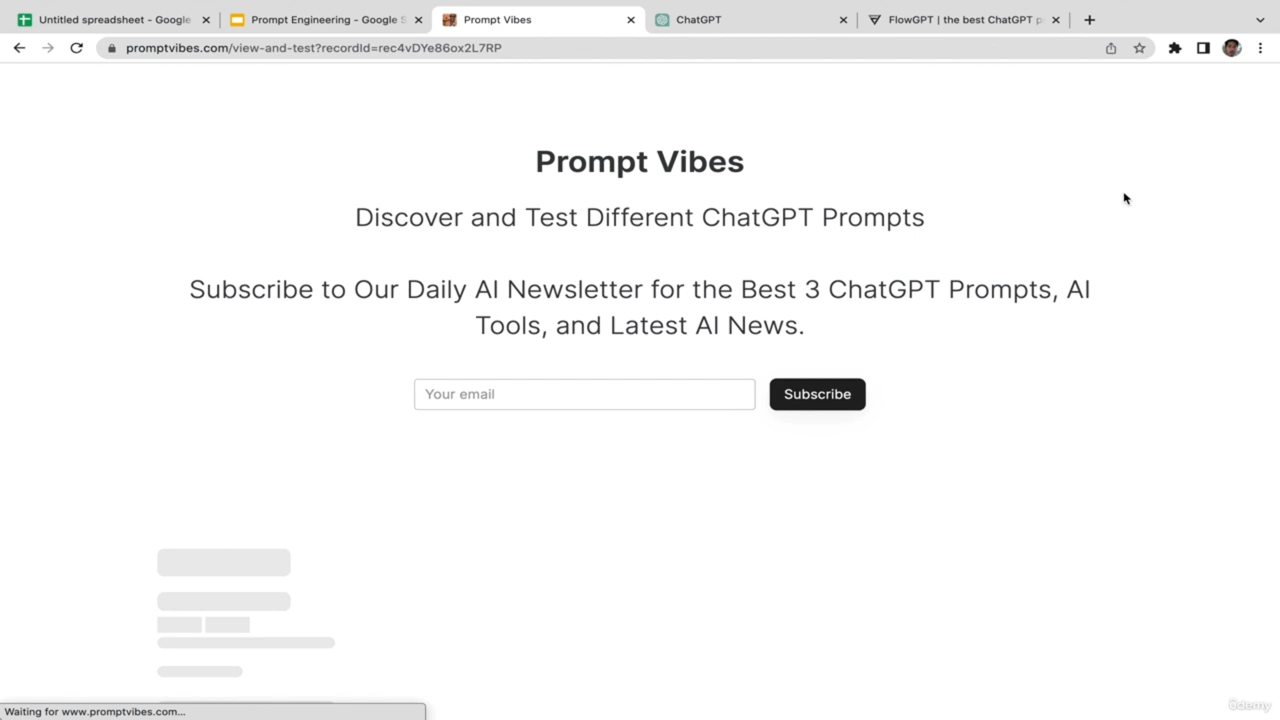 Untitled spreadsheet - Google
Prompt Engineering - Google S
Prompt Vibes
ChatGPT
FlowGPT | the best ChatGPT p
promptvibes.com/view-and-test?recordId=rec4vDYe86ox2L7RP
Prompt Vibes
Discover and Test Different ChatGPT Prompts
Subscribe to Our Daily AI Newsletter for the Best 3 ChatGPT Prompts, AI
Tools, and Latest AI News.
Your email
Subscribe
Waiting for www.promptvibes.com...
ûdemy